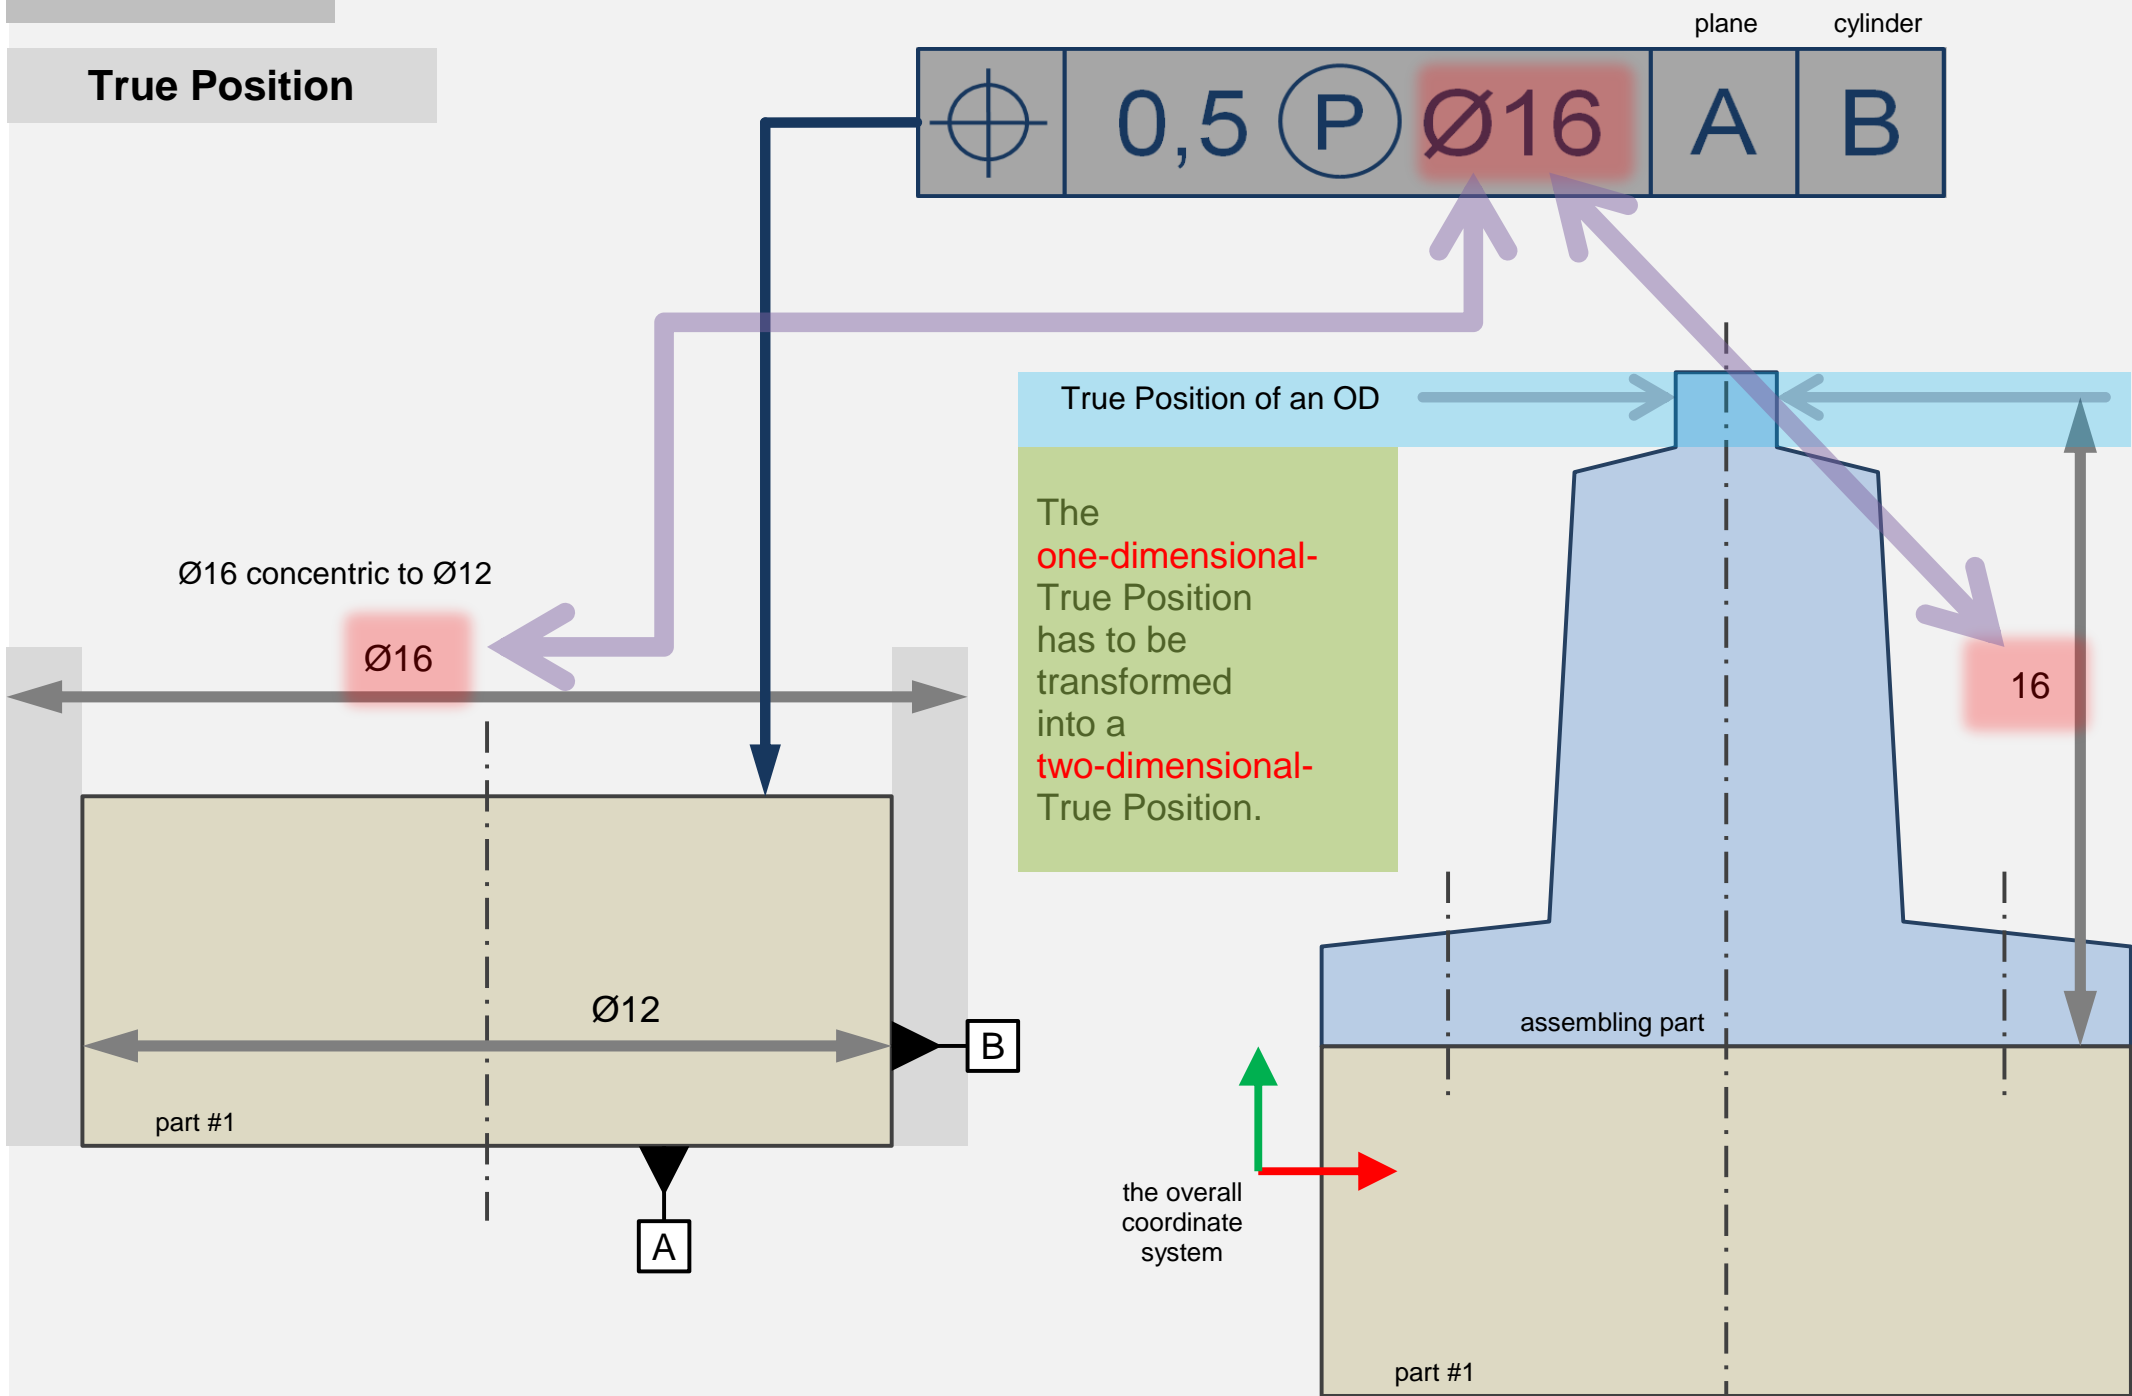 plane cylinder
True Position
0,5 P Ø16 A B
True Position of an OD
The
one-dimensional-
True Position
has to be
transformed
into a
two-dimensional-
True Position.
Ø16 concentric to Ø12
Ø16
16
Ø12
B
assembling part
part #1
A
the overall
coordinate
system
part #1